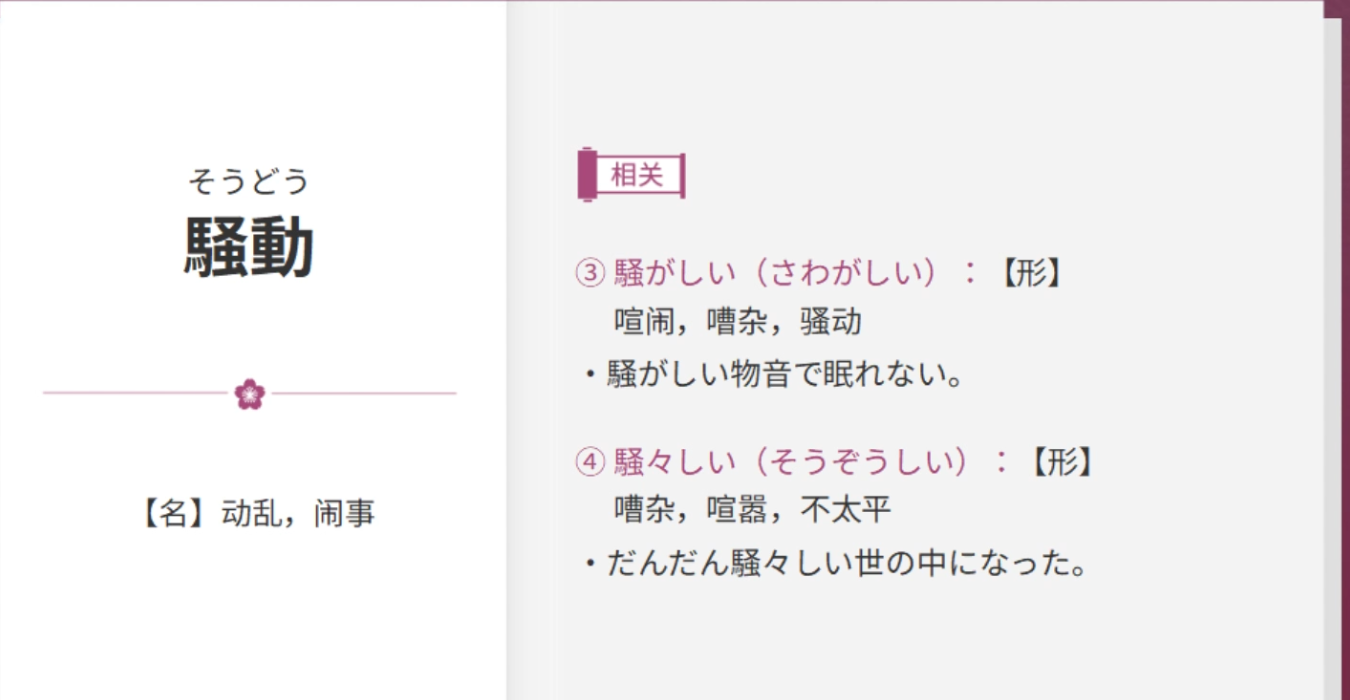 そうどう
騒動
【名】动乱，闹事
相关
③ 騒がしい（さわがしい）：【形】
喧闹，嘈杂，骚动
・騒がしい物音で眠れない。
④ 騒々しい（そうぞうしい）：【形】
嘈杂，喧嚣，不太平
・だんだん騒々しい世の中になった。